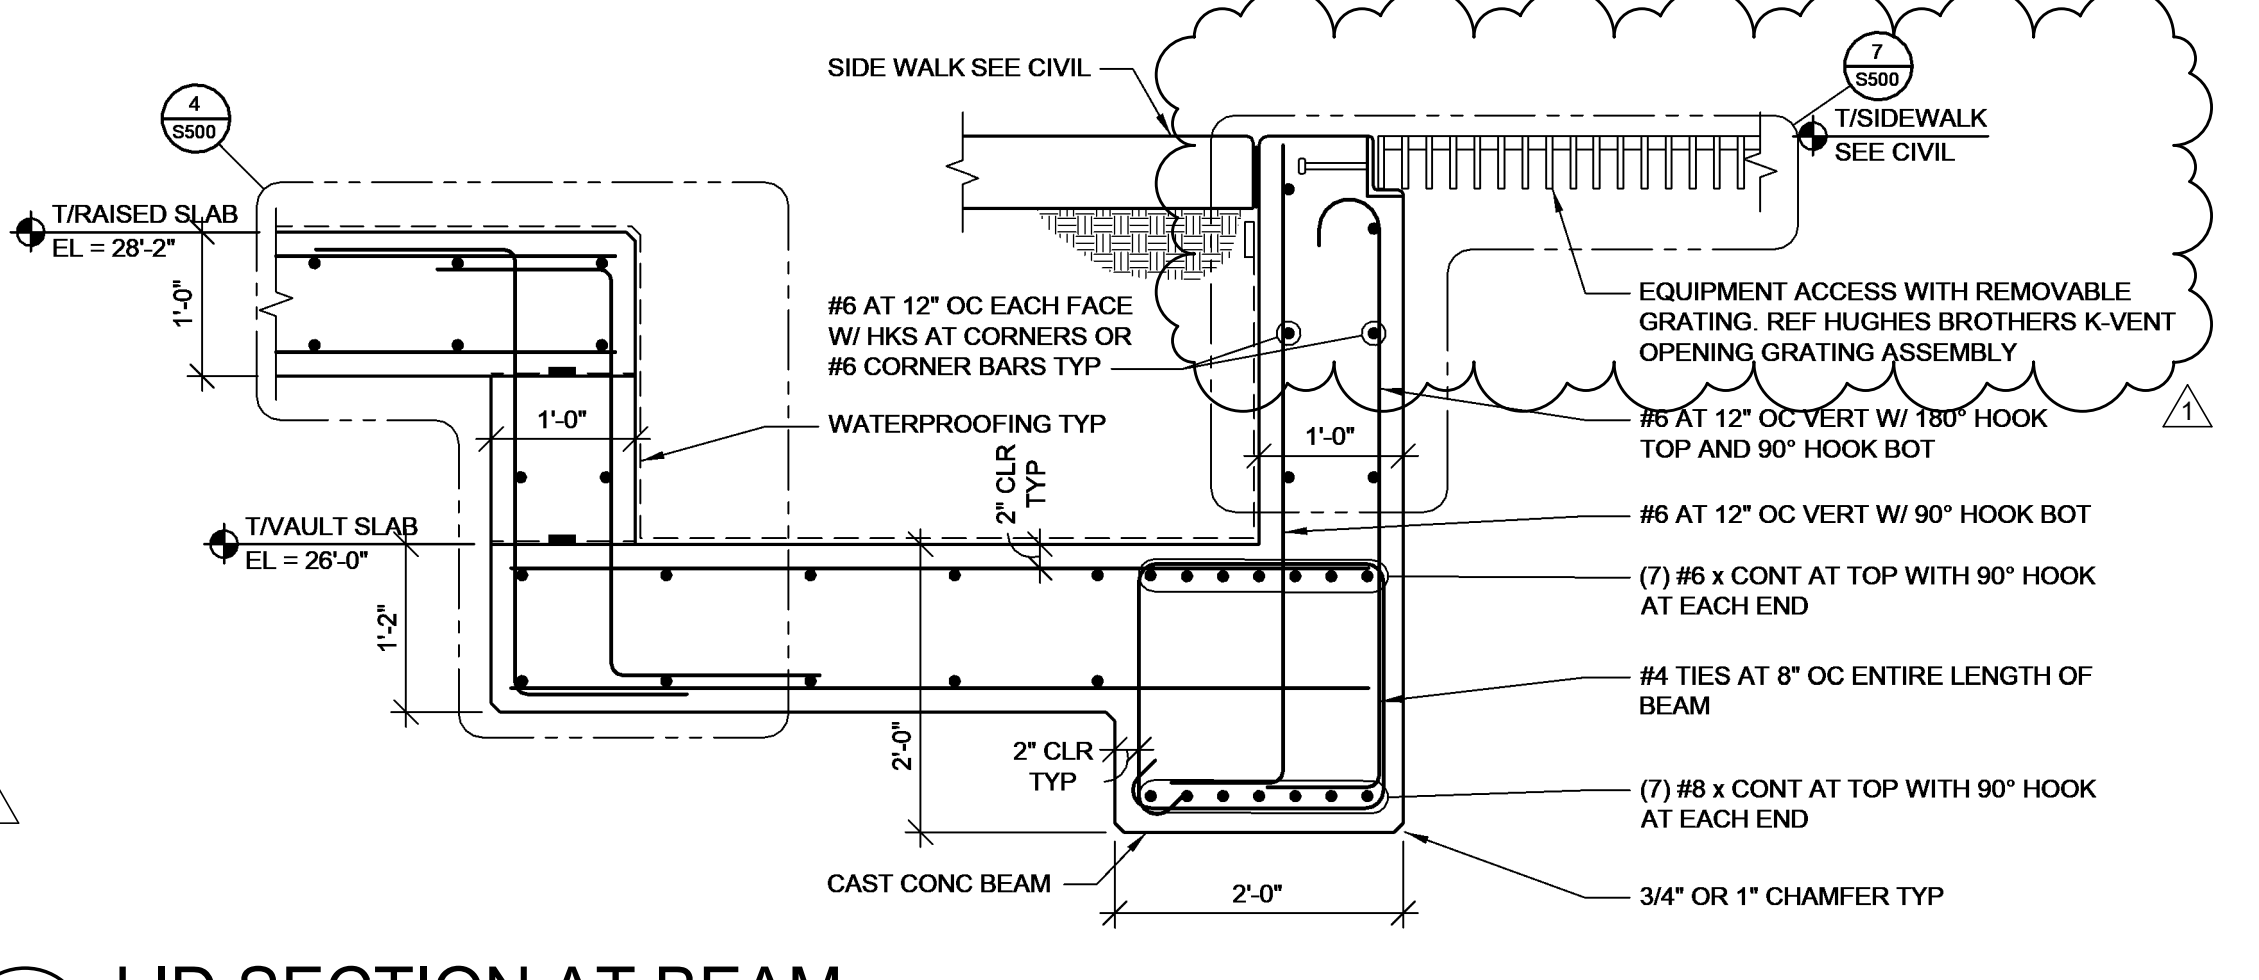 SIDE WALK SEE CIVIL
7
S500
4
S500
T/SIDEWALK
SEE CIVIL
T/RAISED SLAB
EL = 28'-2"
1'-0"
#6 AT 12" OC EACH FACE
W/ HKS AT CORNERS OR
#6 CORNER BARS TYP
EQUIPMENT ACCESS WITH REMOVABLE
GRATING. REF HUGHES BROTHERS K-VENT
OPENING GRATING ASSEMBLY
1
1'-0"
WATERPROOFING TYP
1'-0"
#6 AT 12" OC VERT W/ 180° HOOK
TOP AND 90° HOOK BOT
2" CLR
TYP
T/VAULT SLAB
EL = 26'-0"
#6 AT 12" OC VERT W/ 90° HOOK BOT
(7) #6 x CONT AT TOP WITH 90° HOOK
AT EACH END
1'-2"
#4 TIES AT 8" OC ENTIRE LENGTH OF
BEAM
2'-0"
2" CLR
TYP
(7) #8 x CONT AT TOP WITH 90° HOOK
AT EACH END
CAST CONC BEAM
2'-0"
3/4" OR 1" CHAMFER TYP
LID SECTION AT BEAM